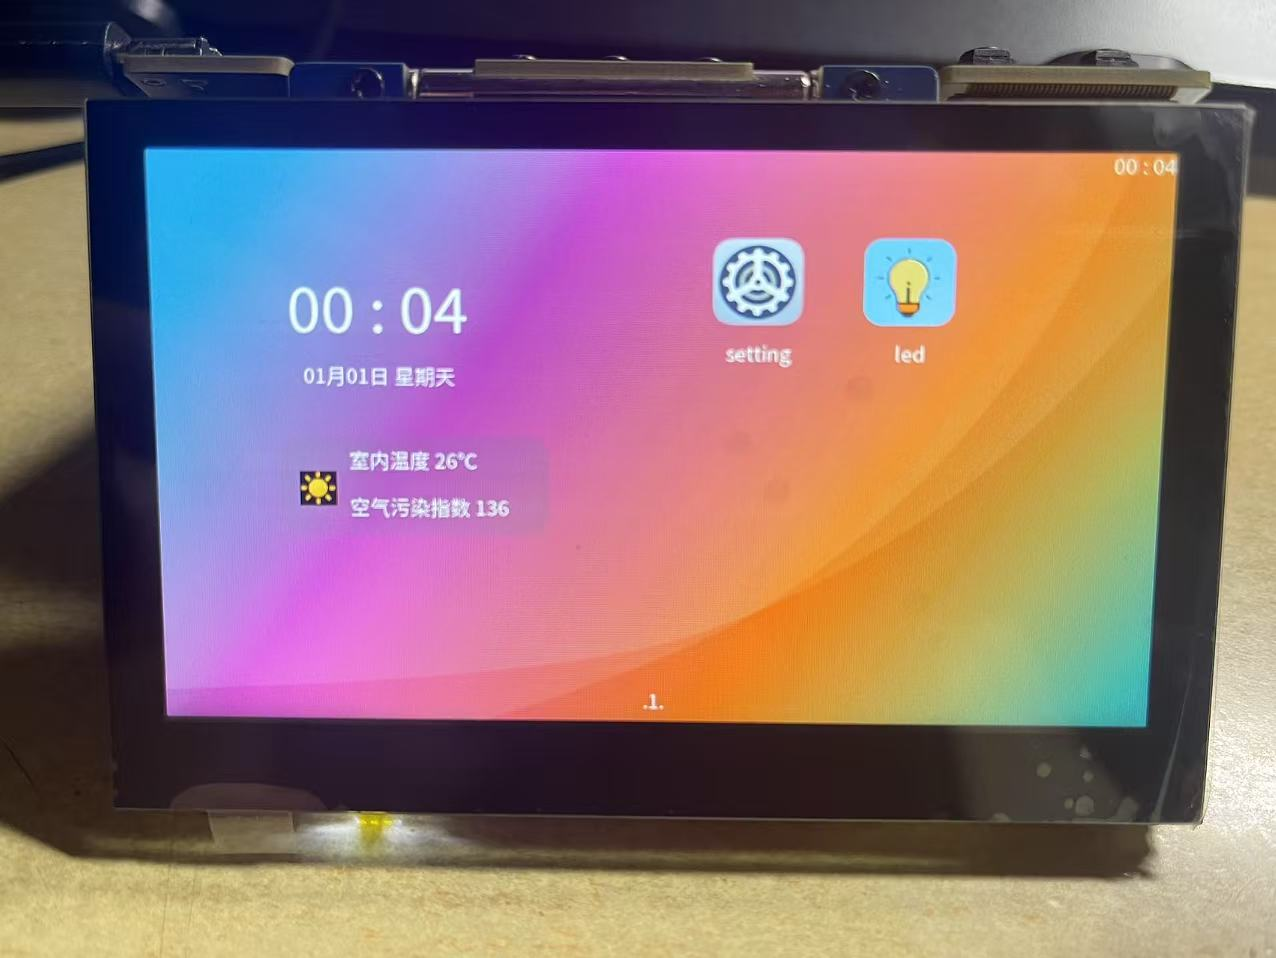 00:04
00 : 04
01月01日 星期天
室内温度 26°C
空气污染指数 136
setting
led
.1.